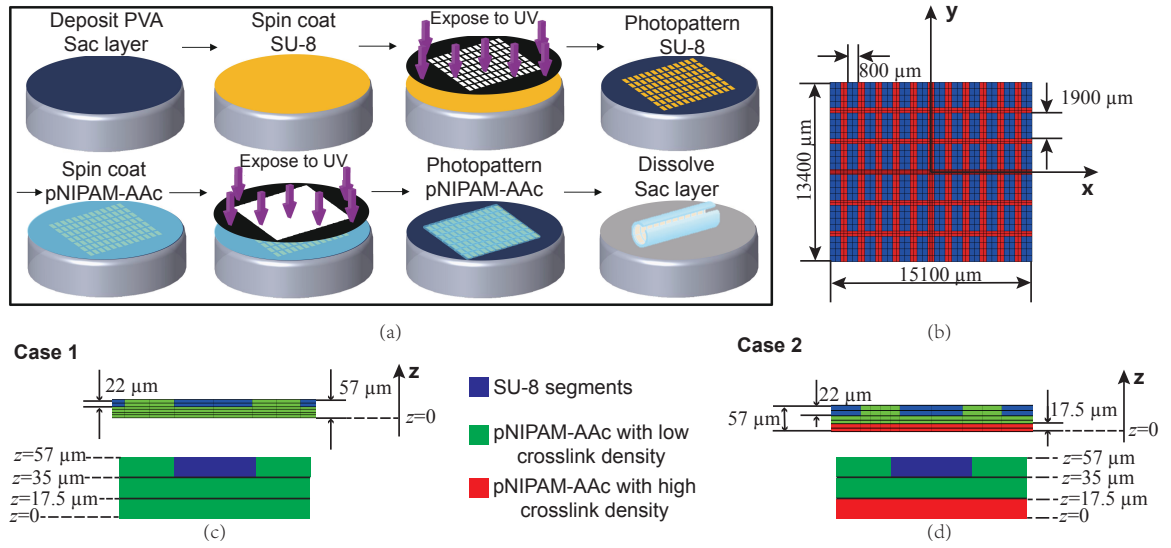 Deposit PVA
Sac layer
Spin coat
SU-8
Expose to UV
Photopattern
SU-8
Spin coat
pNIPAM-AAc
Expose to UV
Photopattern
pNIPAM-AAc
Dissolve
Sac layer
(a)
y
800 µm
1900 µm
13400 µm
x
15100 µm
(b)
Case 1
22 µm
57 µm
z
z=0
z=57 µm
z=35 µm
z=17.5 µm
z=0
(c)
SU-8 segments
pNIPAM-AAc with low
crosslink density
pNIPAM-AAc with high
crosslink density
Case 2
22 µm
57 µm
z
17.5 µm
z=0
z=57 µm
z=35 µm
z=17.5 µm
z=0
(d)